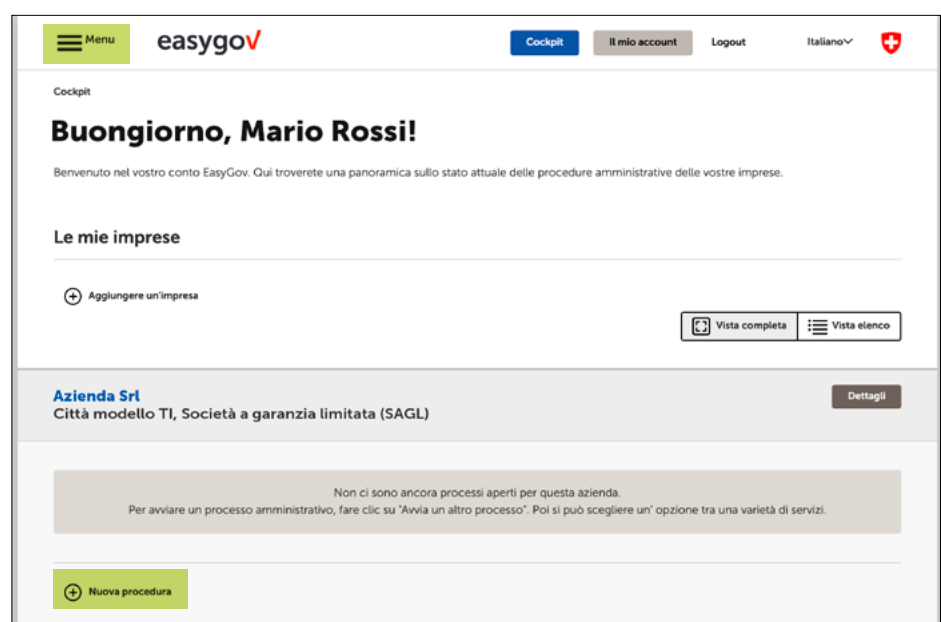 Menu
easygov
Cockpit
Il mio account
Logout
Italiano
Cockpit
Buongiorno, Mario Rossi!
Benvenuto nel vostro conto EasyGov. Qui troverete una panoramica sullo stato attuale delle procedure amministrative delle vostre imprese.
Le mie imprese
Aggiungere un'impresa
Vista completa
Vista elenco
Azienda Srl
Dettagli
Città modello TI, Società a garanzia limitata (SAGL)
Non ci sono ancora processi aperti per questa azienda.
Per avviare un processo amministrativo, fare clic su "Avvia un altro processo". Poi si può scegliere un' opzione tra una varietà di servizi.
Nuova procedura